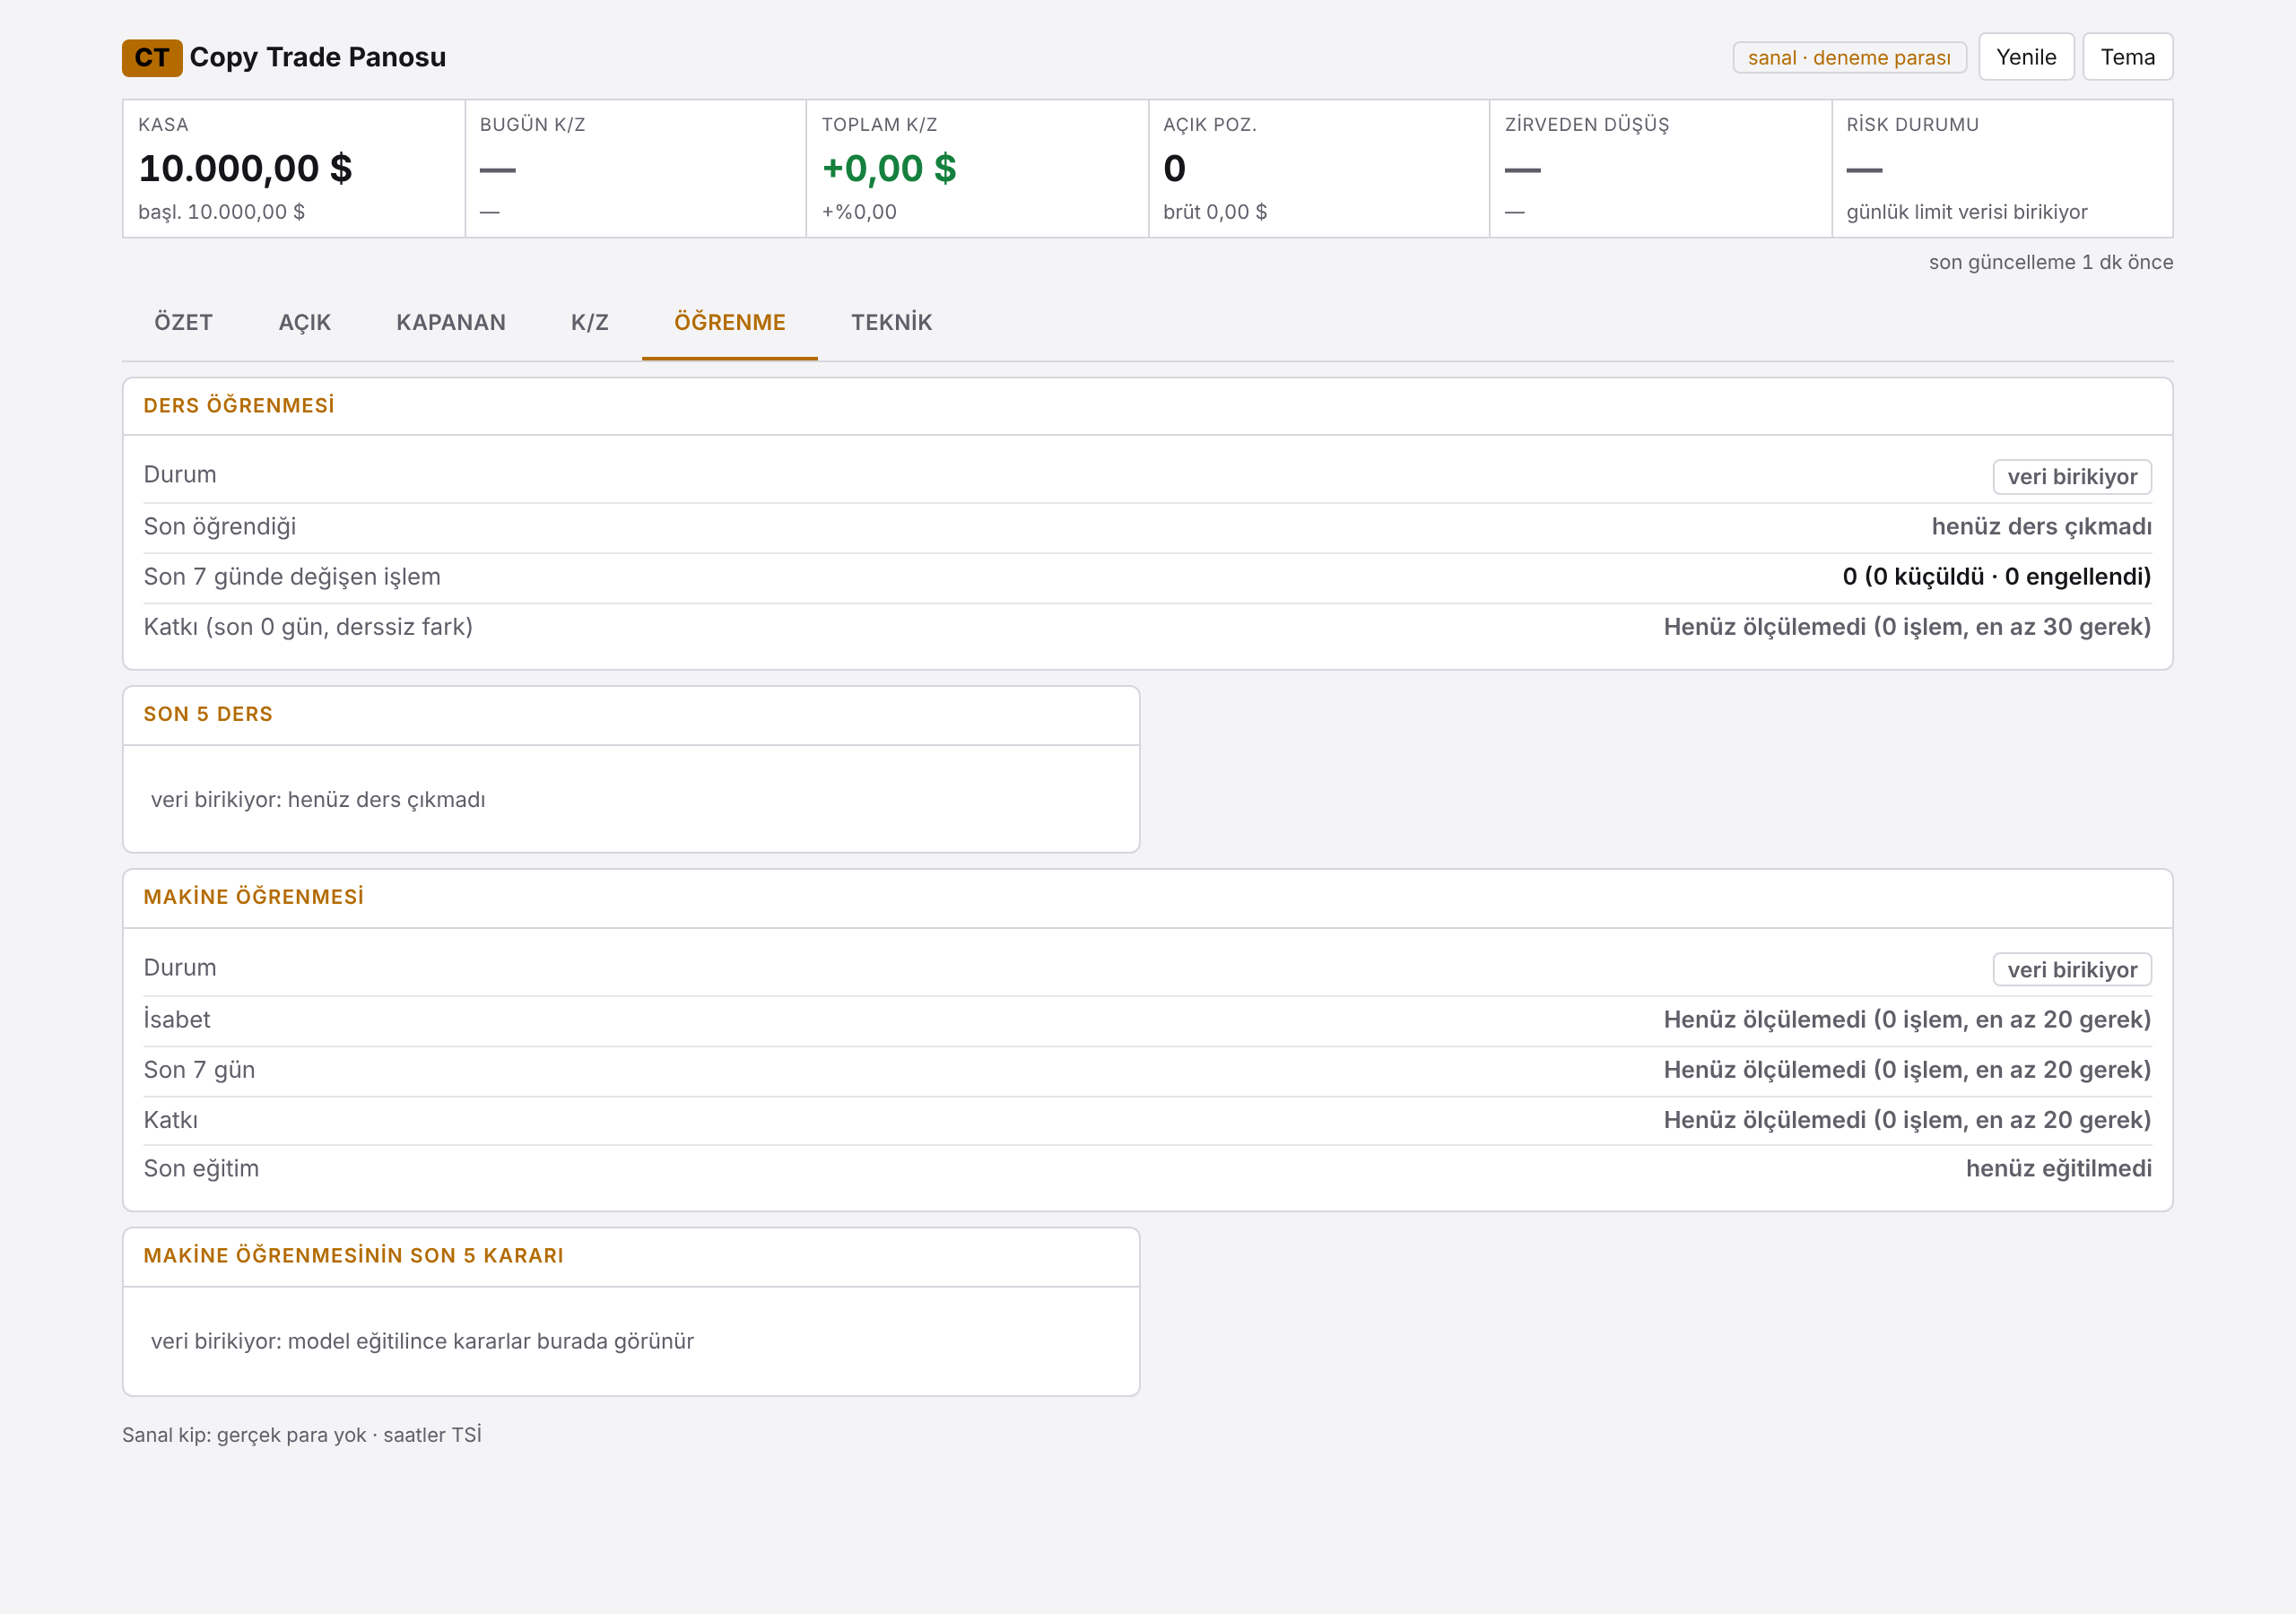 CT Copy Trade Panosu
sanal · deneme parası
Yenile
Tema
KASA
10.000,00 $
başl. 10.000,00 $
BUGÜN K/Z
—
—
TOPLAM K/Z
+0,00 $
+%0,00
AÇIK POZ.
0
brüt 0,00 $
ZİRVEDEN DÜŞÜŞ
—
—
RİSK DURUMU
—
günlük limit verisi birikiyor
son güncelleme 1 dk önce
ÖZET AÇIK KAPANAN K/Z ÖĞRENME TEKNİK
DERS ÖĞRENMESİ
Durum veri birikiyor
Son öğrendiği henüz ders çıkmadı
Son 7 günde değişen işlem 0 (0 küçüldü · 0 engellendi)
Katkı (son 0 gün, derssiz fark) Henüz ölçülemedi (0 işlem, en az 30 gerek)
SON 5 DERS
veri birikiyor: henüz ders çıkmadı
MAKİNE ÖĞRENMESİ
Durum veri birikiyor
İsabet Henüz ölçülemedi (0 işlem, en az 20 gerek)
Son 7 gün Henüz ölçülemedi (0 işlem, en az 20 gerek)
Katkı Henüz ölçülemedi (0 işlem, en az 20 gerek)
Son eğitim henüz eğitilmedi
MAKİNE ÖĞRENMESİNİN SON 5 KARARI
veri birikiyor: model eğitilince kararlar burada görünür
Sanal kip: gerçek para yok · saatler TSİ